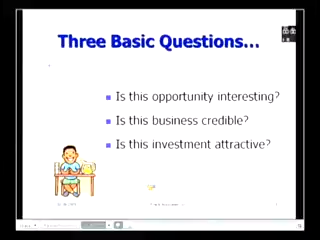 Three Basic Questions...
Is this opportunity interesting?
Is this business credible?
Is this investment attractive?